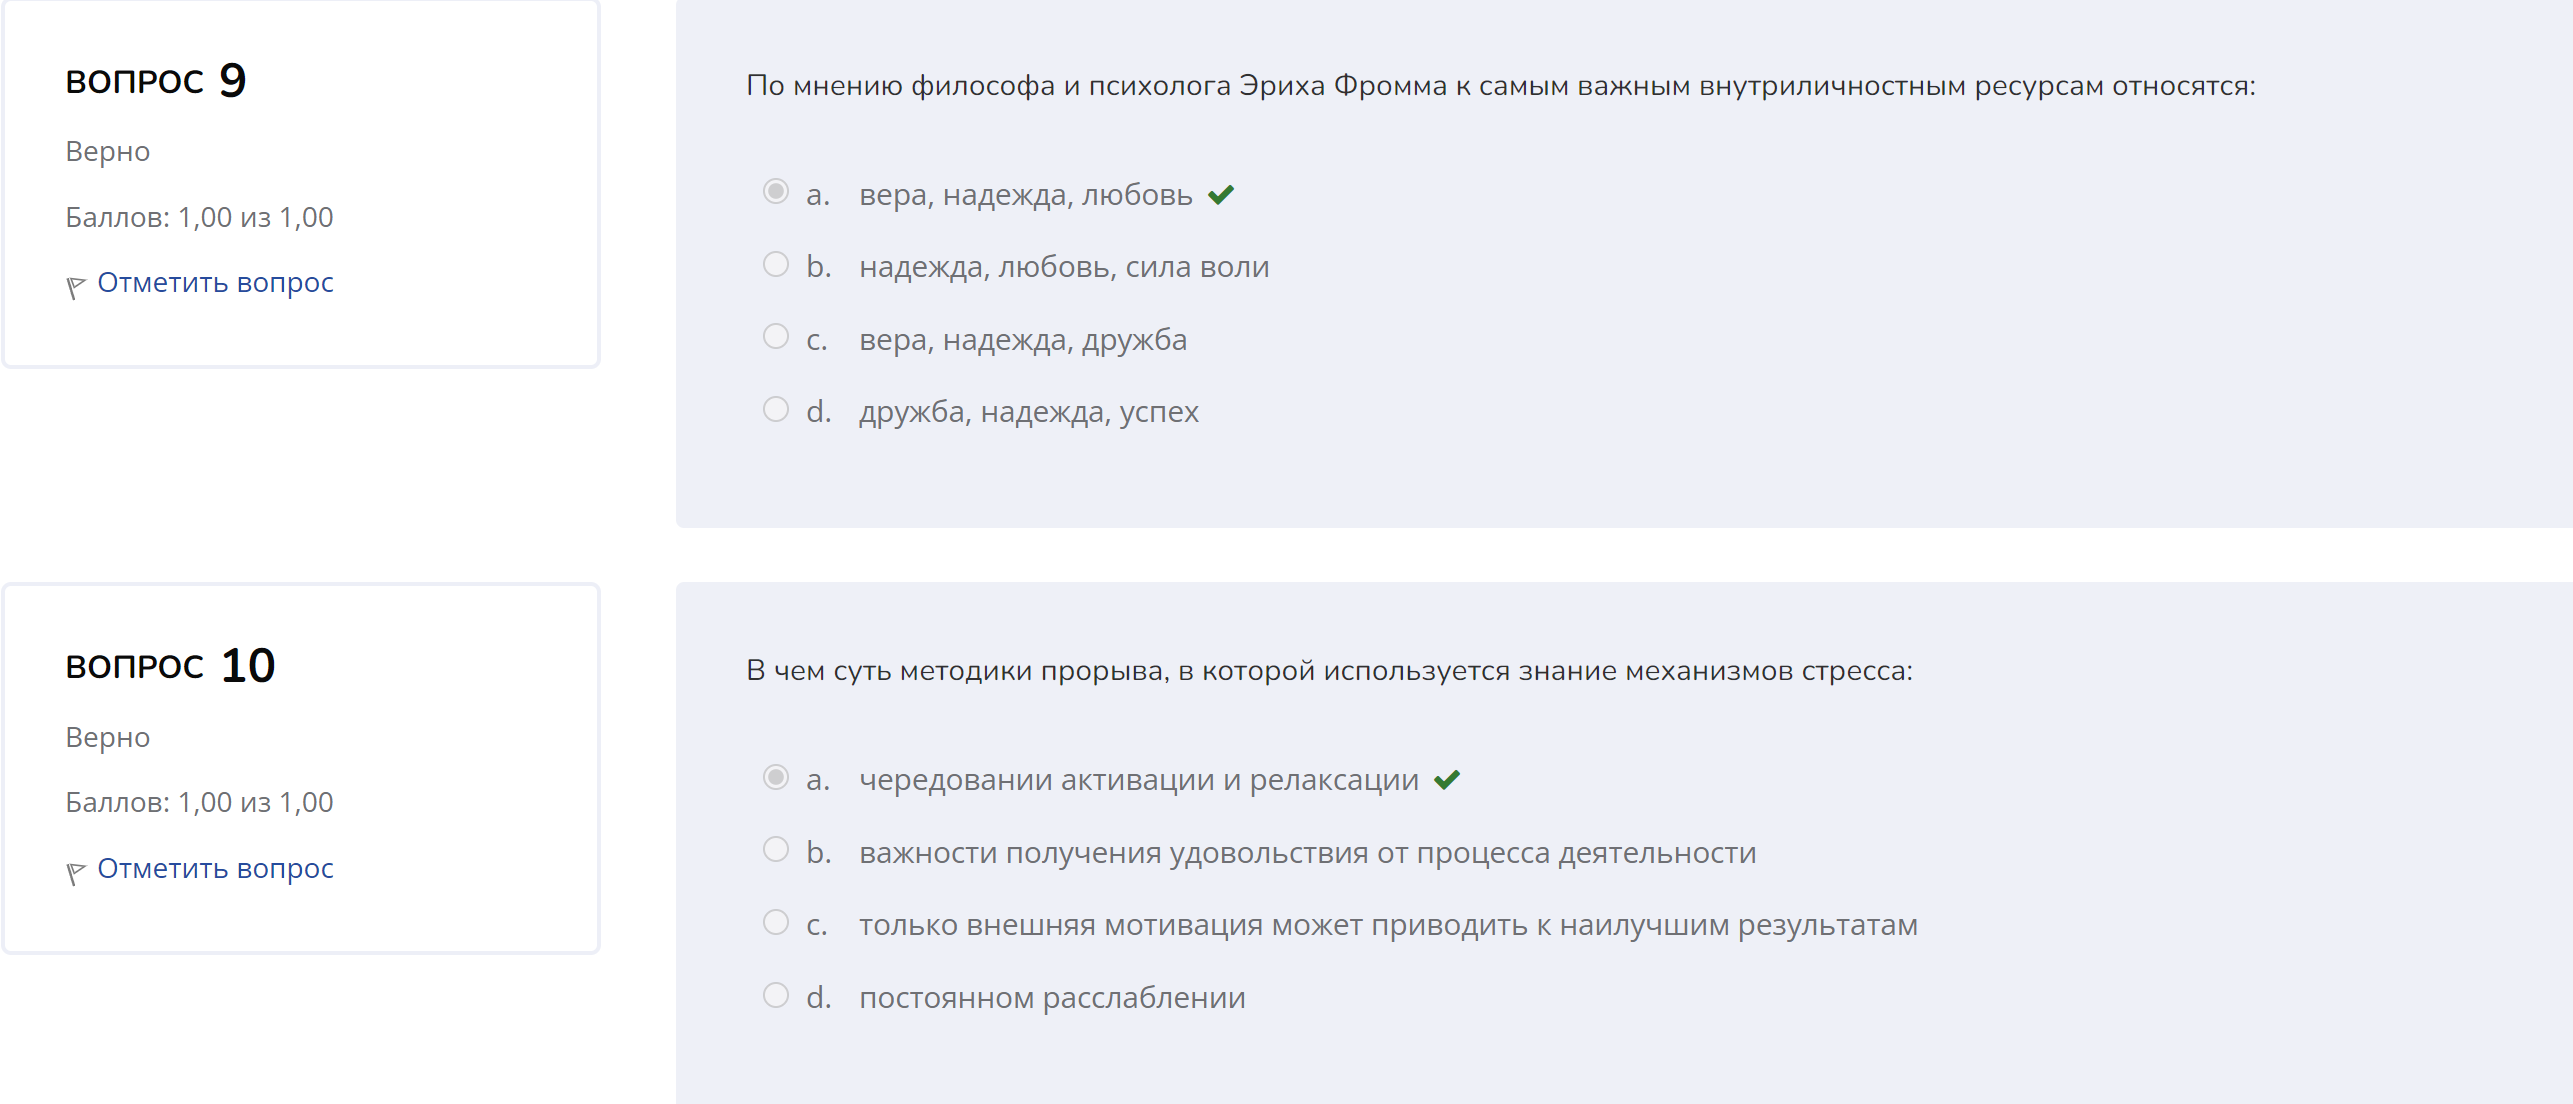 ВОПРОС 9
Верно
Баллов: 1,00 из 1,00
Отметить вопрос
По мнению философа и психолога Эриха Фромма к самым важным внутриличностным ресурсам относятся:
a. вера, надежда, любовь
b. надежда, любовь, сила воли
c. вера, надежда, дружба
d. дружба, надежда, успех
ВОПРОС 10
Верно
Баллов: 1,00 из 1,00
Отметить вопрос
В чем суть методики прорыва, в которой используется знание механизмов стресса:
a. чередовании активации и релаксации
b. важности получения удовольствия от процесса деятельности
c. только внешняя мотивация может приводить к наилучшим результатам
d. постоянном расслаблении